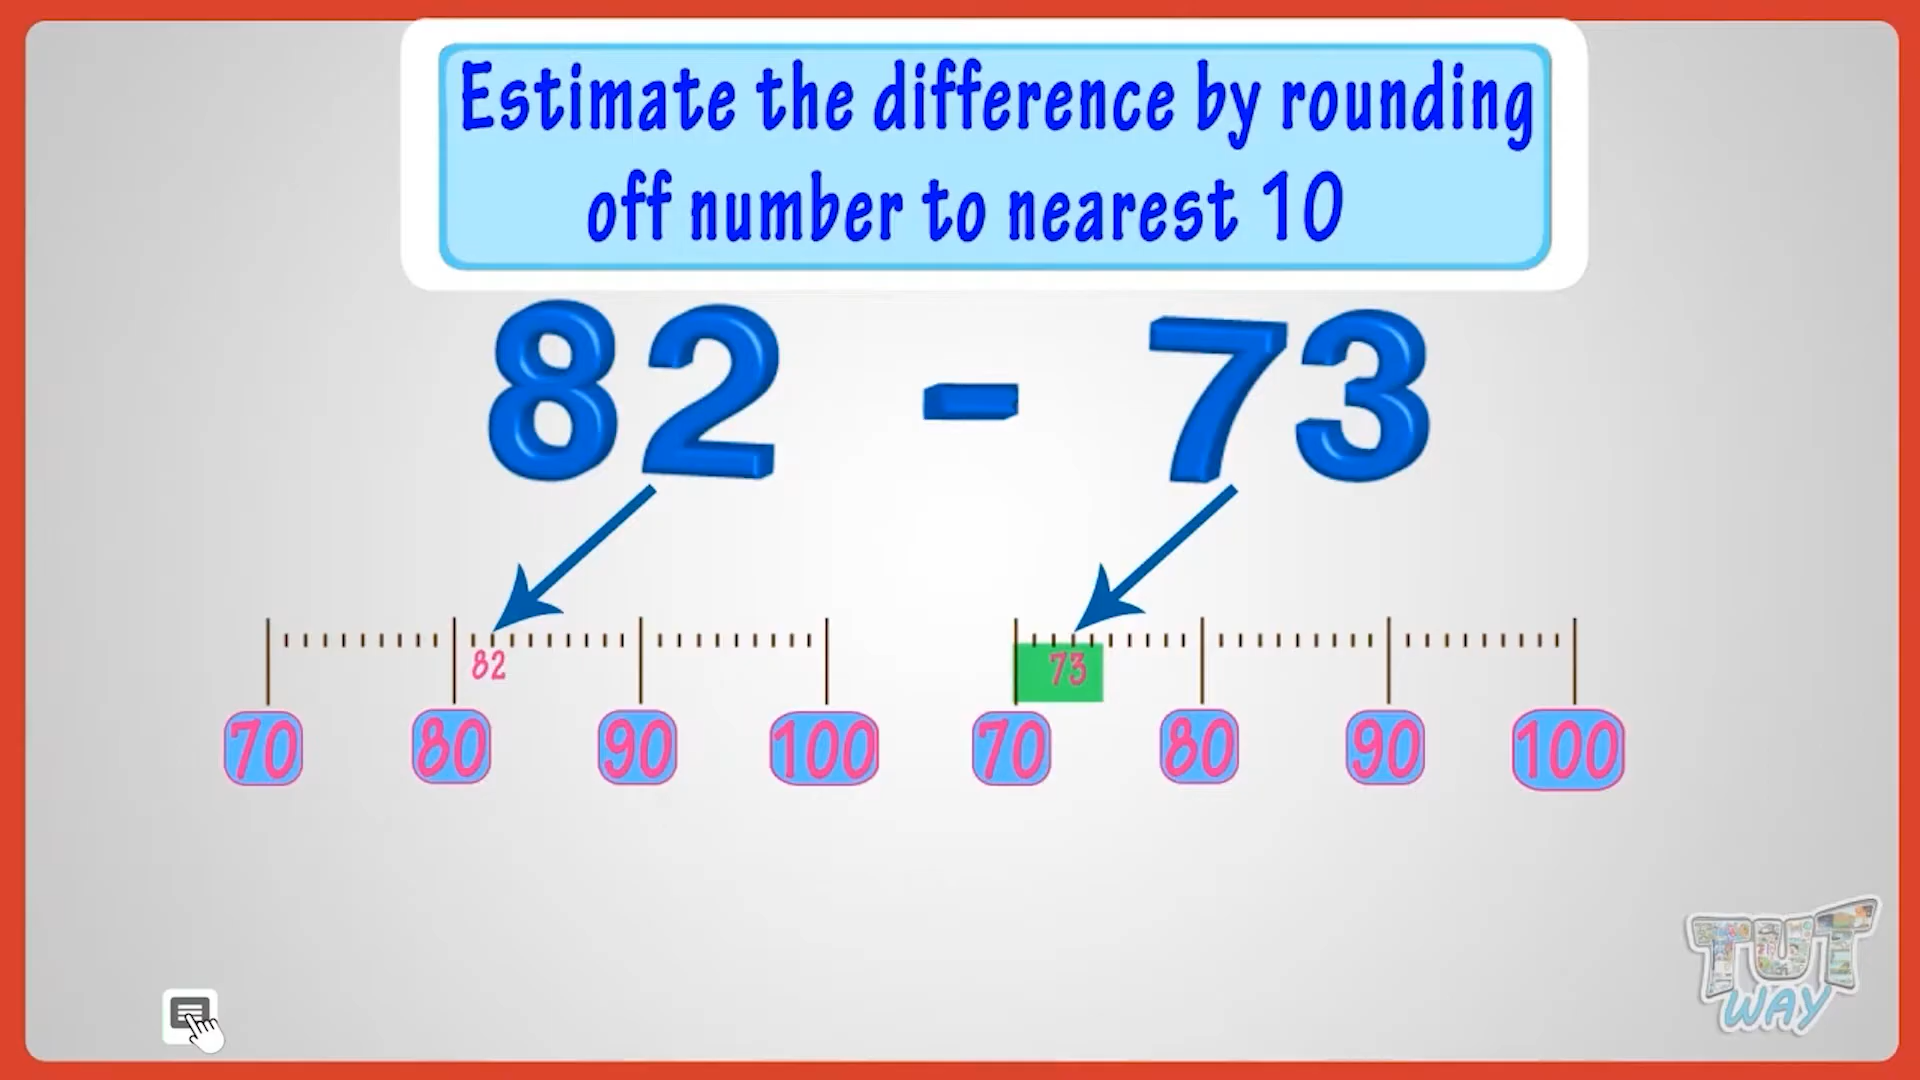 Estimate the difference by rounding
off number to nearest 10
82 - 73
82
73
70 80 90 100 70 80 90 100
TUT
WAY